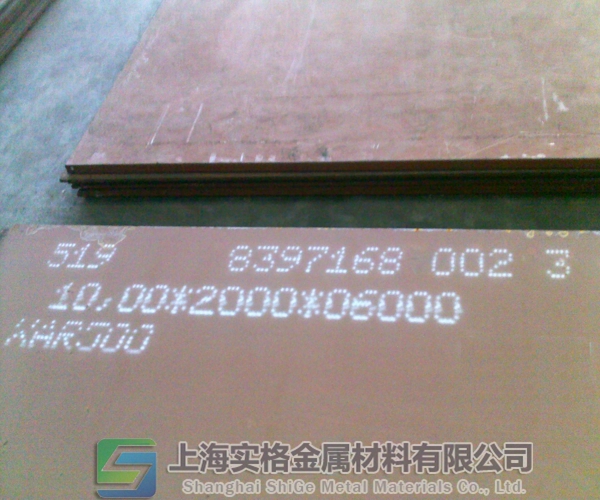 519 8397168 002 3
10,00*2000*06000
上海实格金属材料有限公司
Shanghai ShiGe Metal Materials Co., Ltd.